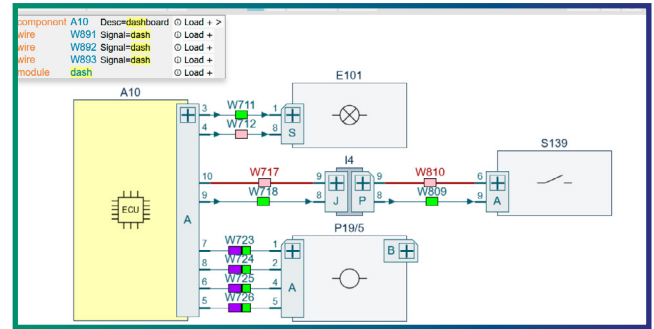 component A10 Desc=dashboard Load + >
wire W891 Signal=dash Load +
wire W892 Signal=dash Load +
wire W893 Signal=dash Load +
module dash Load +
A10
E101
3 W711 1
4 W712 8 S
S139
I4
10 W717 9 9 W810 6
9 W718 8 J P 8 W809 9 A
ECU
A
P19/5
7 W723 1 B
8 W724 2
6 W725 4 A
5 W726 5